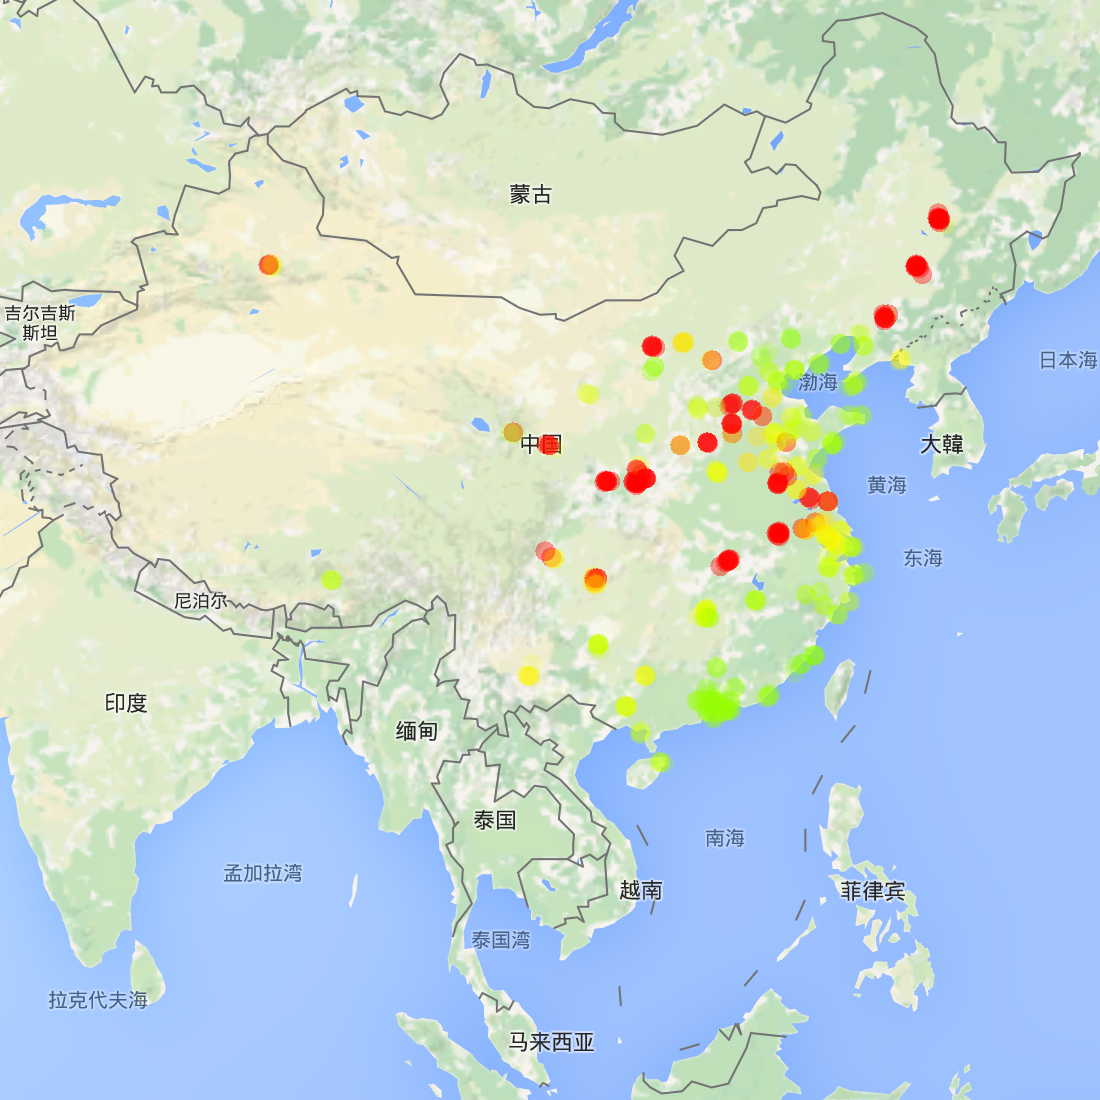 蒙古
吉尔吉斯
斯坦
日本海
渤海
中国
大韓
黄海
东海
尼泊尔
印度
缅甸
泰国
南海
孟加拉湾
越南
菲律宾
泰国湾
拉克代夫海
马来西亚